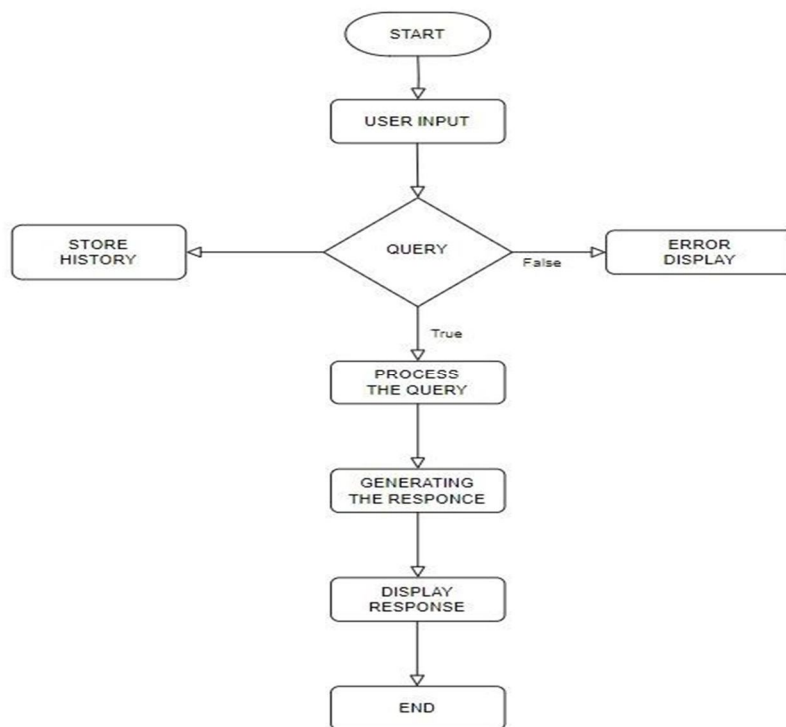 START
USER INPUT
STORE
HISTORY
QUERY
False
ERROR
DISPLAY
True
PROCESS
THE QUERY
GENERATING
THE RESPONCE
DISPLAY
RESPONSE
END